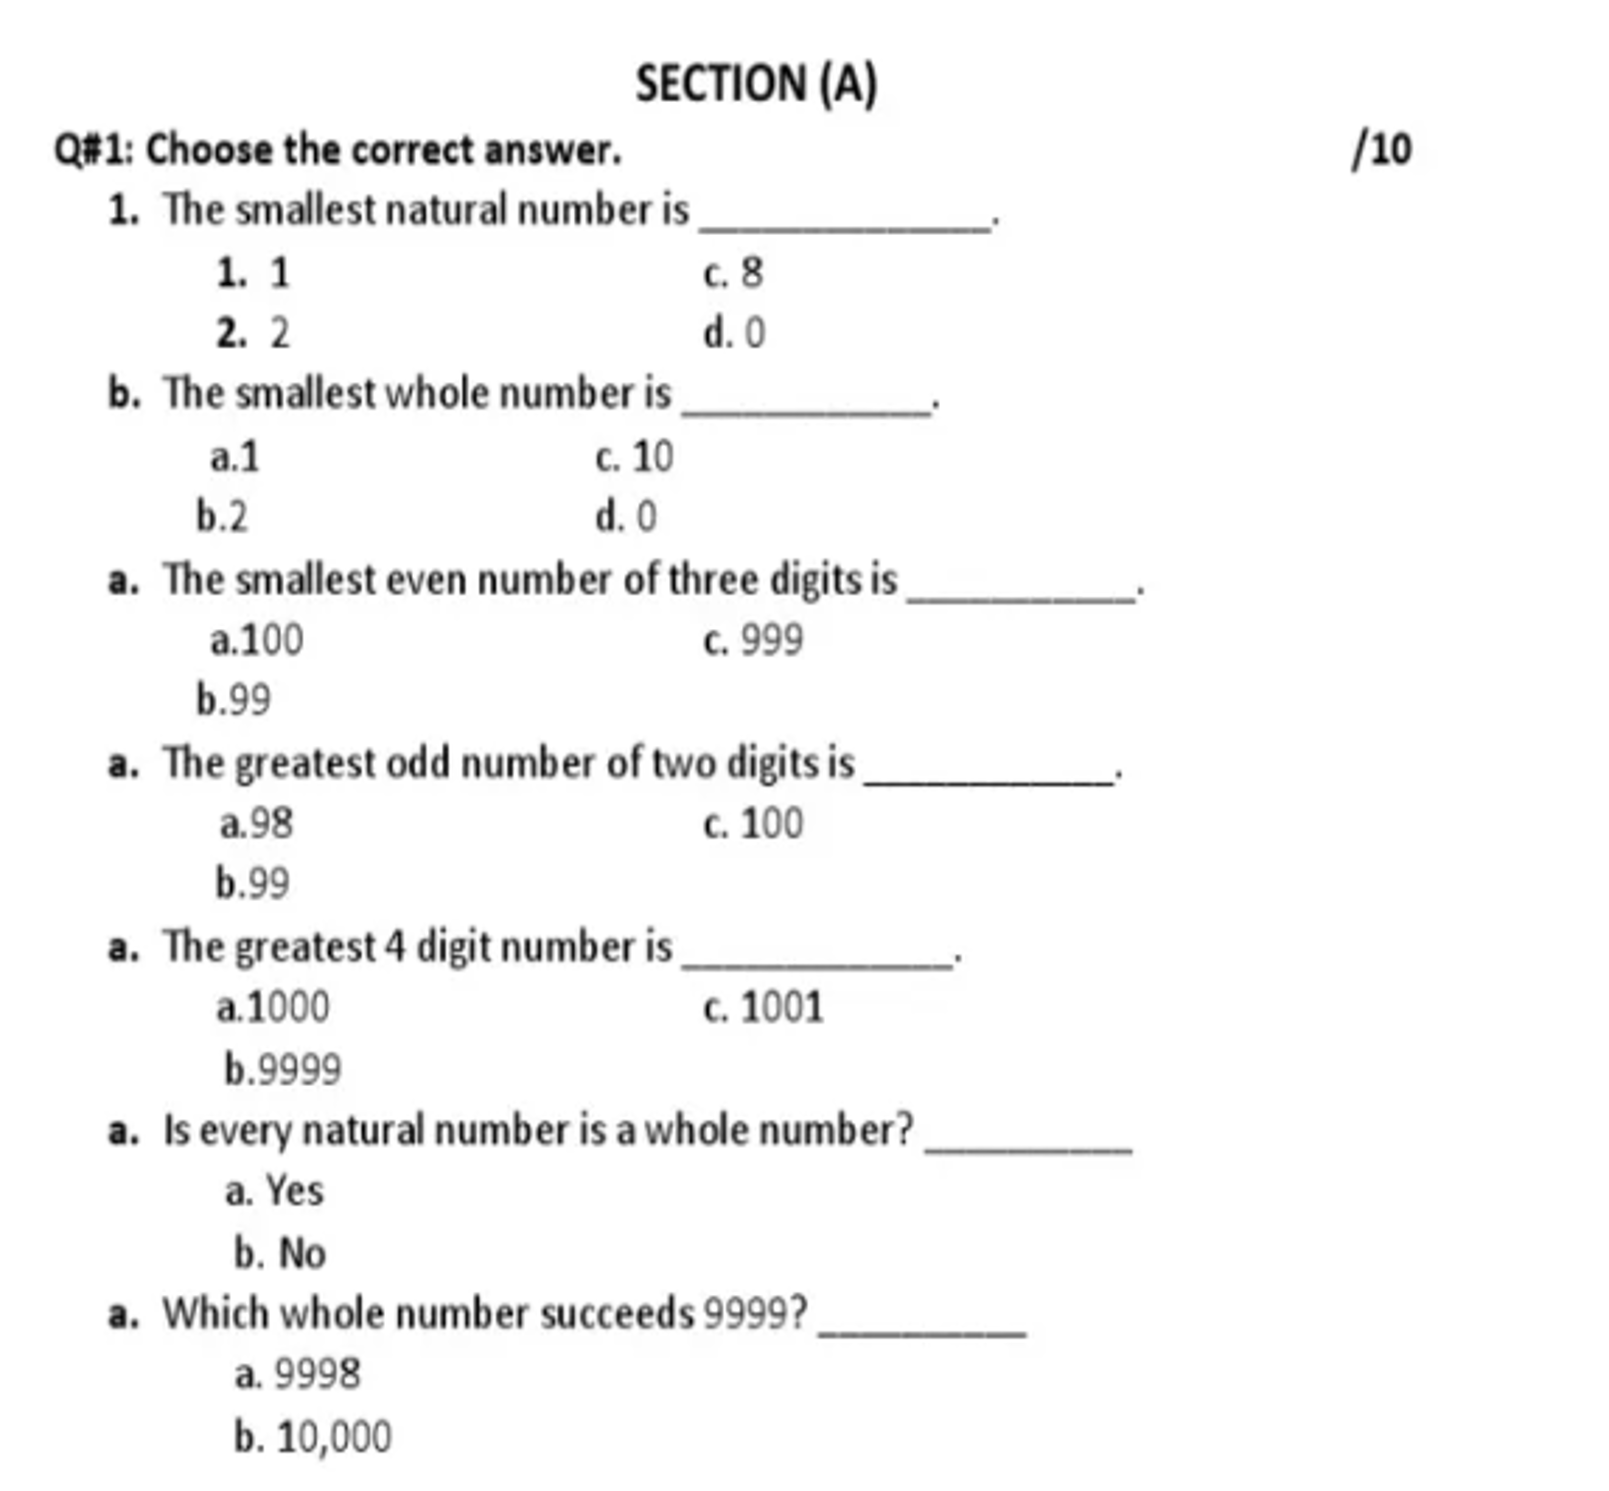 SECTION (A)
Q#1: Choose the correct answer. /10
1. The smallest natural number is ______________.
1. 1 c. 8
2. 2 d. 0
b. The smallest whole number is ____________.
a.1 c. 10
b.2 d. 0
a. The smallest even number of three digits is ___________.
a.100 c. 999
b.99
a. The greatest odd number of two digits is ____________.
a.98 c. 100
b.99
a. The greatest 4 digit number is _____________.
a.1000 c. 1001
b.9999
a. Is every natural number is a whole number? __________
a. Yes
b. No
a. Which whole number succeeds 9999? __________
a. 9998
b. 10,000